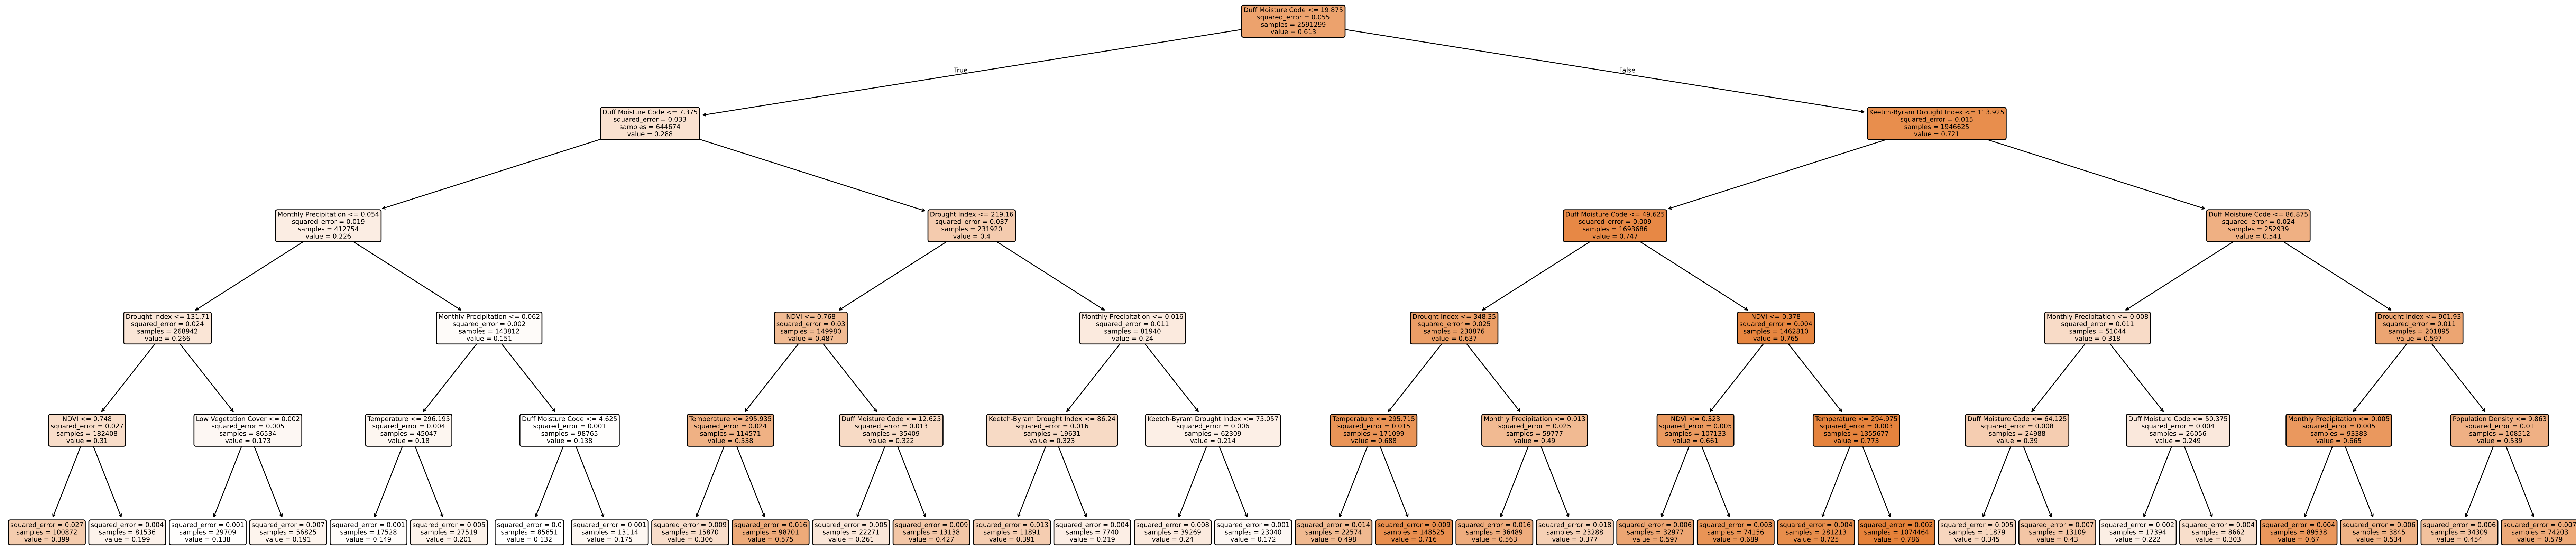 Duff Moisture Code <= 19.875
squared_error = 0.055
samples = 2591299
value = 0.613
True
False
Duff Moisture Code <= 7.375
squared_error = 0.033
samples = 644674
value = 0.288
Keetch-Byram Drought Index <= 113.925
squared_error = 0.015
samples = 1946625
value = 0.721
Monthly Precipitation <= 0.054
squared_error = 0.019
samples = 412754
value = 0.226
Drought Index <= 219.16
squared_error = 0.037
samples = 231920
value = 0.4
Duff Moisture Code <= 49.625
squared_error = 0.009
samples = 1693686
value = 0.747
Duff Moisture Code <= 86.875
squared_error = 0.024
samples = 252939
value = 0.541
Drought Index <= 131.71
squared_error = 0.024
samples = 268942
value = 0.266
Monthly Precipitation <= 0.062
squared_error = 0.002
samples = 143812
value = 0.151
NDVI <= 0.768
squared_error = 0.03
samples = 149980
value = 0.487
Monthly Precipitation <= 0.016
squared_error = 0.011
samples = 81940
value = 0.24
Drought Index <= 348.35
squared_error = 0.025
samples = 230876
value = 0.637
NDVI <= 0.378
squared_error = 0.004
samples = 1462810
value = 0.765
Monthly Precipitation <= 0.008
squared_error = 0.011
samples = 51044
value = 0.318
Drought Index <= 901.93
squared_error = 0.011
samples = 201895
value = 0.597
NDVI <= 0.748
squared_error = 0.027
samples = 182408
value = 0.31
Low Vegetation Cover <= 0.002
squared_error = 0.005
samples = 86534
value = 0.173
Temperature <= 296.195
squared_error = 0.004
samples = 45047
value = 0.18
Duff Moisture Code <= 4.625
squared_error = 0.001
samples = 98765
value = 0.138
Temperature <= 295.935
squared_error = 0.024
samples = 114571
value = 0.538
Duff Moisture Code <= 12.625
squared_error = 0.013
samples = 35409
value = 0.322
Keetch-Byram Drought Index <= 86.24
squared_error = 0.016
samples = 19631
value = 0.323
Keetch-Byram Drought Index <= 75.057
squared_error = 0.006
samples = 62309
value = 0.214
Temperature <= 295.715
squared_error = 0.015
samples = 171099
value = 0.688
Monthly Precipitation <= 0.013
squared_error = 0.025
samples = 59777
value = 0.49
NDVI <= 0.323
squared_error = 0.005
samples = 107133
value = 0.661
Temperature <= 294.975
squared_error = 0.003
samples = 1355677
value = 0.773
Duff Moisture Code <= 64.125
squared_error = 0.008
samples = 24988
value = 0.39
Duff Moisture Code <= 50.375
squared_error = 0.004
samples = 26056
value = 0.249
Monthly Precipitation <= 0.005
squared_error = 0.005
samples = 93383
value = 0.665
Population Density <= 9.863
squared_error = 0.01
samples = 108512
value = 0.539
squared_error = 0.027
samples = 100872
value = 0.399
squared_error = 0.004
samples = 81536
value = 0.199
squared_error = 0.001
samples = 29709
value = 0.138
squared_error = 0.007
samples = 56825
value = 0.191
squared_error = 0.001
samples = 17528
value = 0.149
squared_error = 0.005
samples = 27519
value = 0.201
squared_error = 0.0
samples = 85651
value = 0.132
squared_error = 0.001
samples = 13114
value = 0.175
squared_error = 0.009
samples = 15870
value = 0.306
squared_error = 0.016
samples = 98701
value = 0.575
squared_error = 0.005
samples = 22271
value = 0.261
squared_error = 0.009
samples = 13138
value = 0.427
squared_error = 0.013
samples = 11891
value = 0.391
squared_error = 0.004
samples = 7740
value = 0.219
squared_error = 0.008
samples = 39269
value = 0.24
squared_error = 0.001
samples = 23040
value = 0.172
squared_error = 0.014
samples = 22574
value = 0.498
squared_error = 0.009
samples = 148525
value = 0.716
squared_error = 0.016
samples = 36489
value = 0.563
squared_error = 0.018
samples = 23288
value = 0.377
squared_error = 0.006
samples = 32977
value = 0.597
squared_error = 0.003
samples = 74156
value = 0.689
squared_error = 0.004
samples = 281213
value = 0.725
squared_error = 0.002
samples = 1074464
value = 0.786
squared_error = 0.005
samples = 11879
value = 0.345
squared_error = 0.007
samples = 13109
value = 0.43
squared_error = 0.002
samples = 17394
value = 0.222
squared_error = 0.004
samples = 8662
value = 0.303
squared_error = 0.004
samples = 89538
value = 0.67
squared_error = 0.006
samples = 3845
value = 0.534
squared_error = 0.006
samples = 34309
value = 0.454
squared_error = 0.007
samples = 74203
value = 0.579